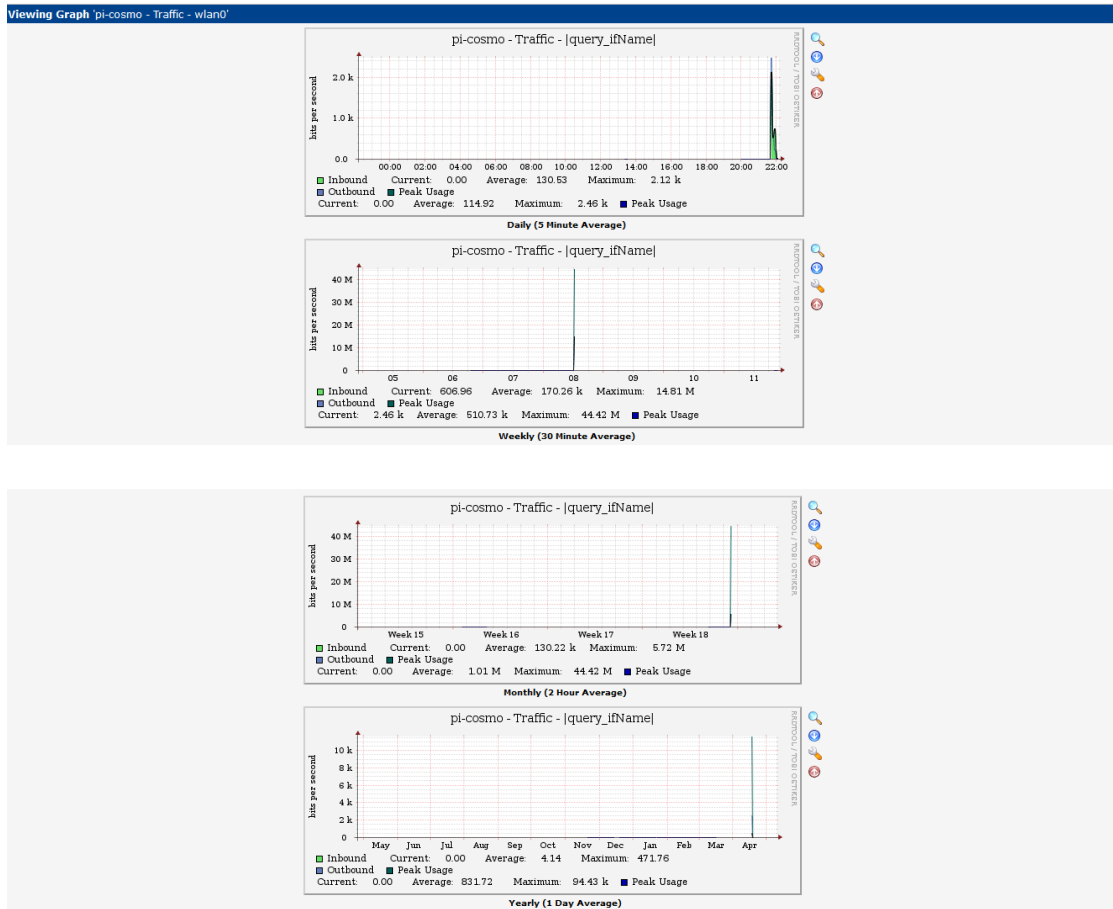 Viewing Graph 'pi-cosmo - Traffic - wlan0'
pi-cosmo - Traffic - |query_ifName|
RRDTOOL / TOBI OETIKER
bits per second
2.0 k
1.0 k
0.0
00:00 02:00 04:00 06:00 08:00 10:00 12:00 14:00 16:00 18:00 20:00 22:00
Inbound Current: 0.00 Average: 130.53 Maximum: 2.12 k
Outbound Peak Usage
Current: 0.00 Average: 114.92 Maximum: 2.46 k Peak Usage
Daily (5 Minute Average)
pi-cosmo - Traffic - |query_ifName|
RRDTOOL / TOBI OETIKER
bits per second
40 M
30 M
20 M
10 M
0
05 06 07 08 09 10 11
Inbound Current: 606.96 Average: 170.26 k Maximum: 14.81 M
Outbound Peak Usage
Current: 2.46 k Average: 510.73 k Maximum: 44.42 M Peak Usage
Weekly (30 Minute Average)
pi-cosmo - Traffic - |query_ifName|
RRDTOOL / TOBI OETIKER
bits per second
40 M
30 M
20 M
10 M
0
Week 15 Week 16 Week 17 Week 18
Inbound Current: 0.00 Average: 130.22 k Maximum: 5.72 M
Outbound Peak Usage
Current: 0.00 Average: 1.01 M Maximum: 44.42 M Peak Usage
Monthly (2 Hour Average)
pi-cosmo - Traffic - |query_ifName|
RRDTOOL / TOBI OETIKER
bits per second
10 k
8 k
6 k
4 k
2 k
0
May Jun Jul Aug Sep Oct Nov Dec Jan Feb Mar Apr
Inbound Current: 0.00 Average: 4.14 Maximum: 471.76
Outbound Peak Usage
Current: 0.00 Average: 831.72 Maximum: 94.43 k Peak Usage
Yearly (1 Day Average)